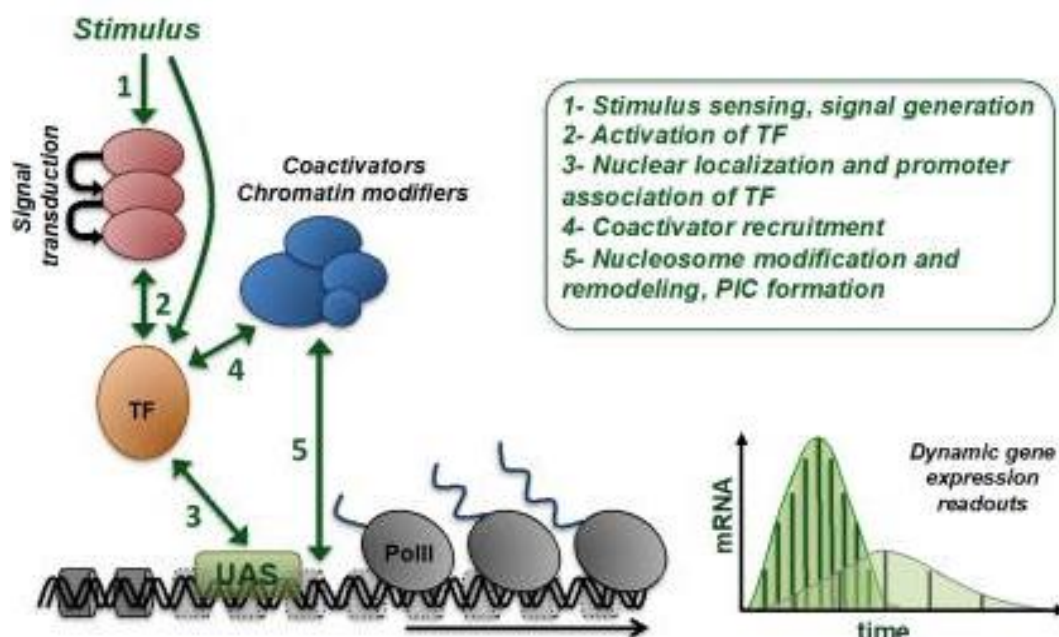 Stimulus
1
Signal
transduction
2
Coactivators
Chromatin modifiers
4
TF
3
5
UAS
PolII
1- Stimulus sensing, signal generation
2- Activation of TF
3- Nuclear localization and promoter
association of TF
4- Coactivator recruitment
5- Nucleosome modification and
remodeling, PIC formation
Dynamic gene
expression
readouts
mRNA
time